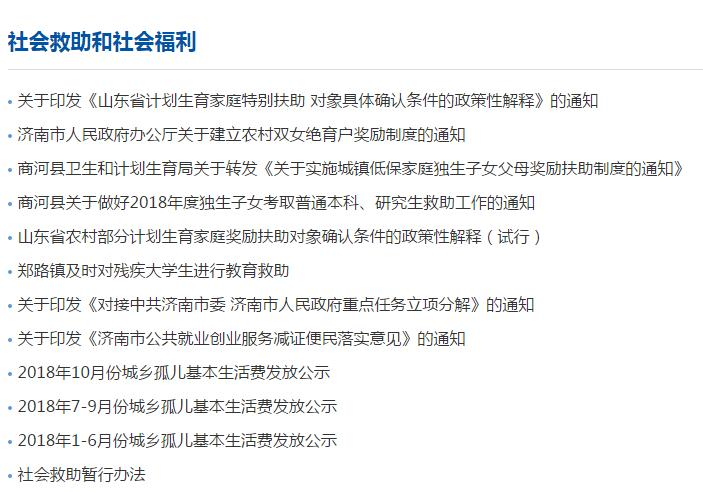 社会救助和社会福利
关于印发《山东省计划生育家庭特别扶助 对象具体确认条件的政策性解释》的通知
济南市人民政府办公厅关于建立农村双女绝育户奖励制度的通知
商河县卫生和计划生育局关于转发《关于实施城镇低保家庭独生子女父母奖励扶助制度的通知》
商河县关于做好2018年度独生子女考取普通本科、研究生救助工作的通知
山东省农村部分计划生育家庭奖励扶助对象确认条件的政策性解释（试行）
郑路镇及时对残疾大学生进行教育救助
关于印发《对接中共济南市委 济南市人民政府重点任务立项分解》的通知
关于印发《济南市公共就业创业服务减证便民落实意见》的通知
2018年10月份城乡孤儿基本生活费发放公示
2018年7-9月份城乡孤儿基本生活费发放公示
2018年1-6月份城乡孤儿基本生活费发放公示
社会救助暂行办法